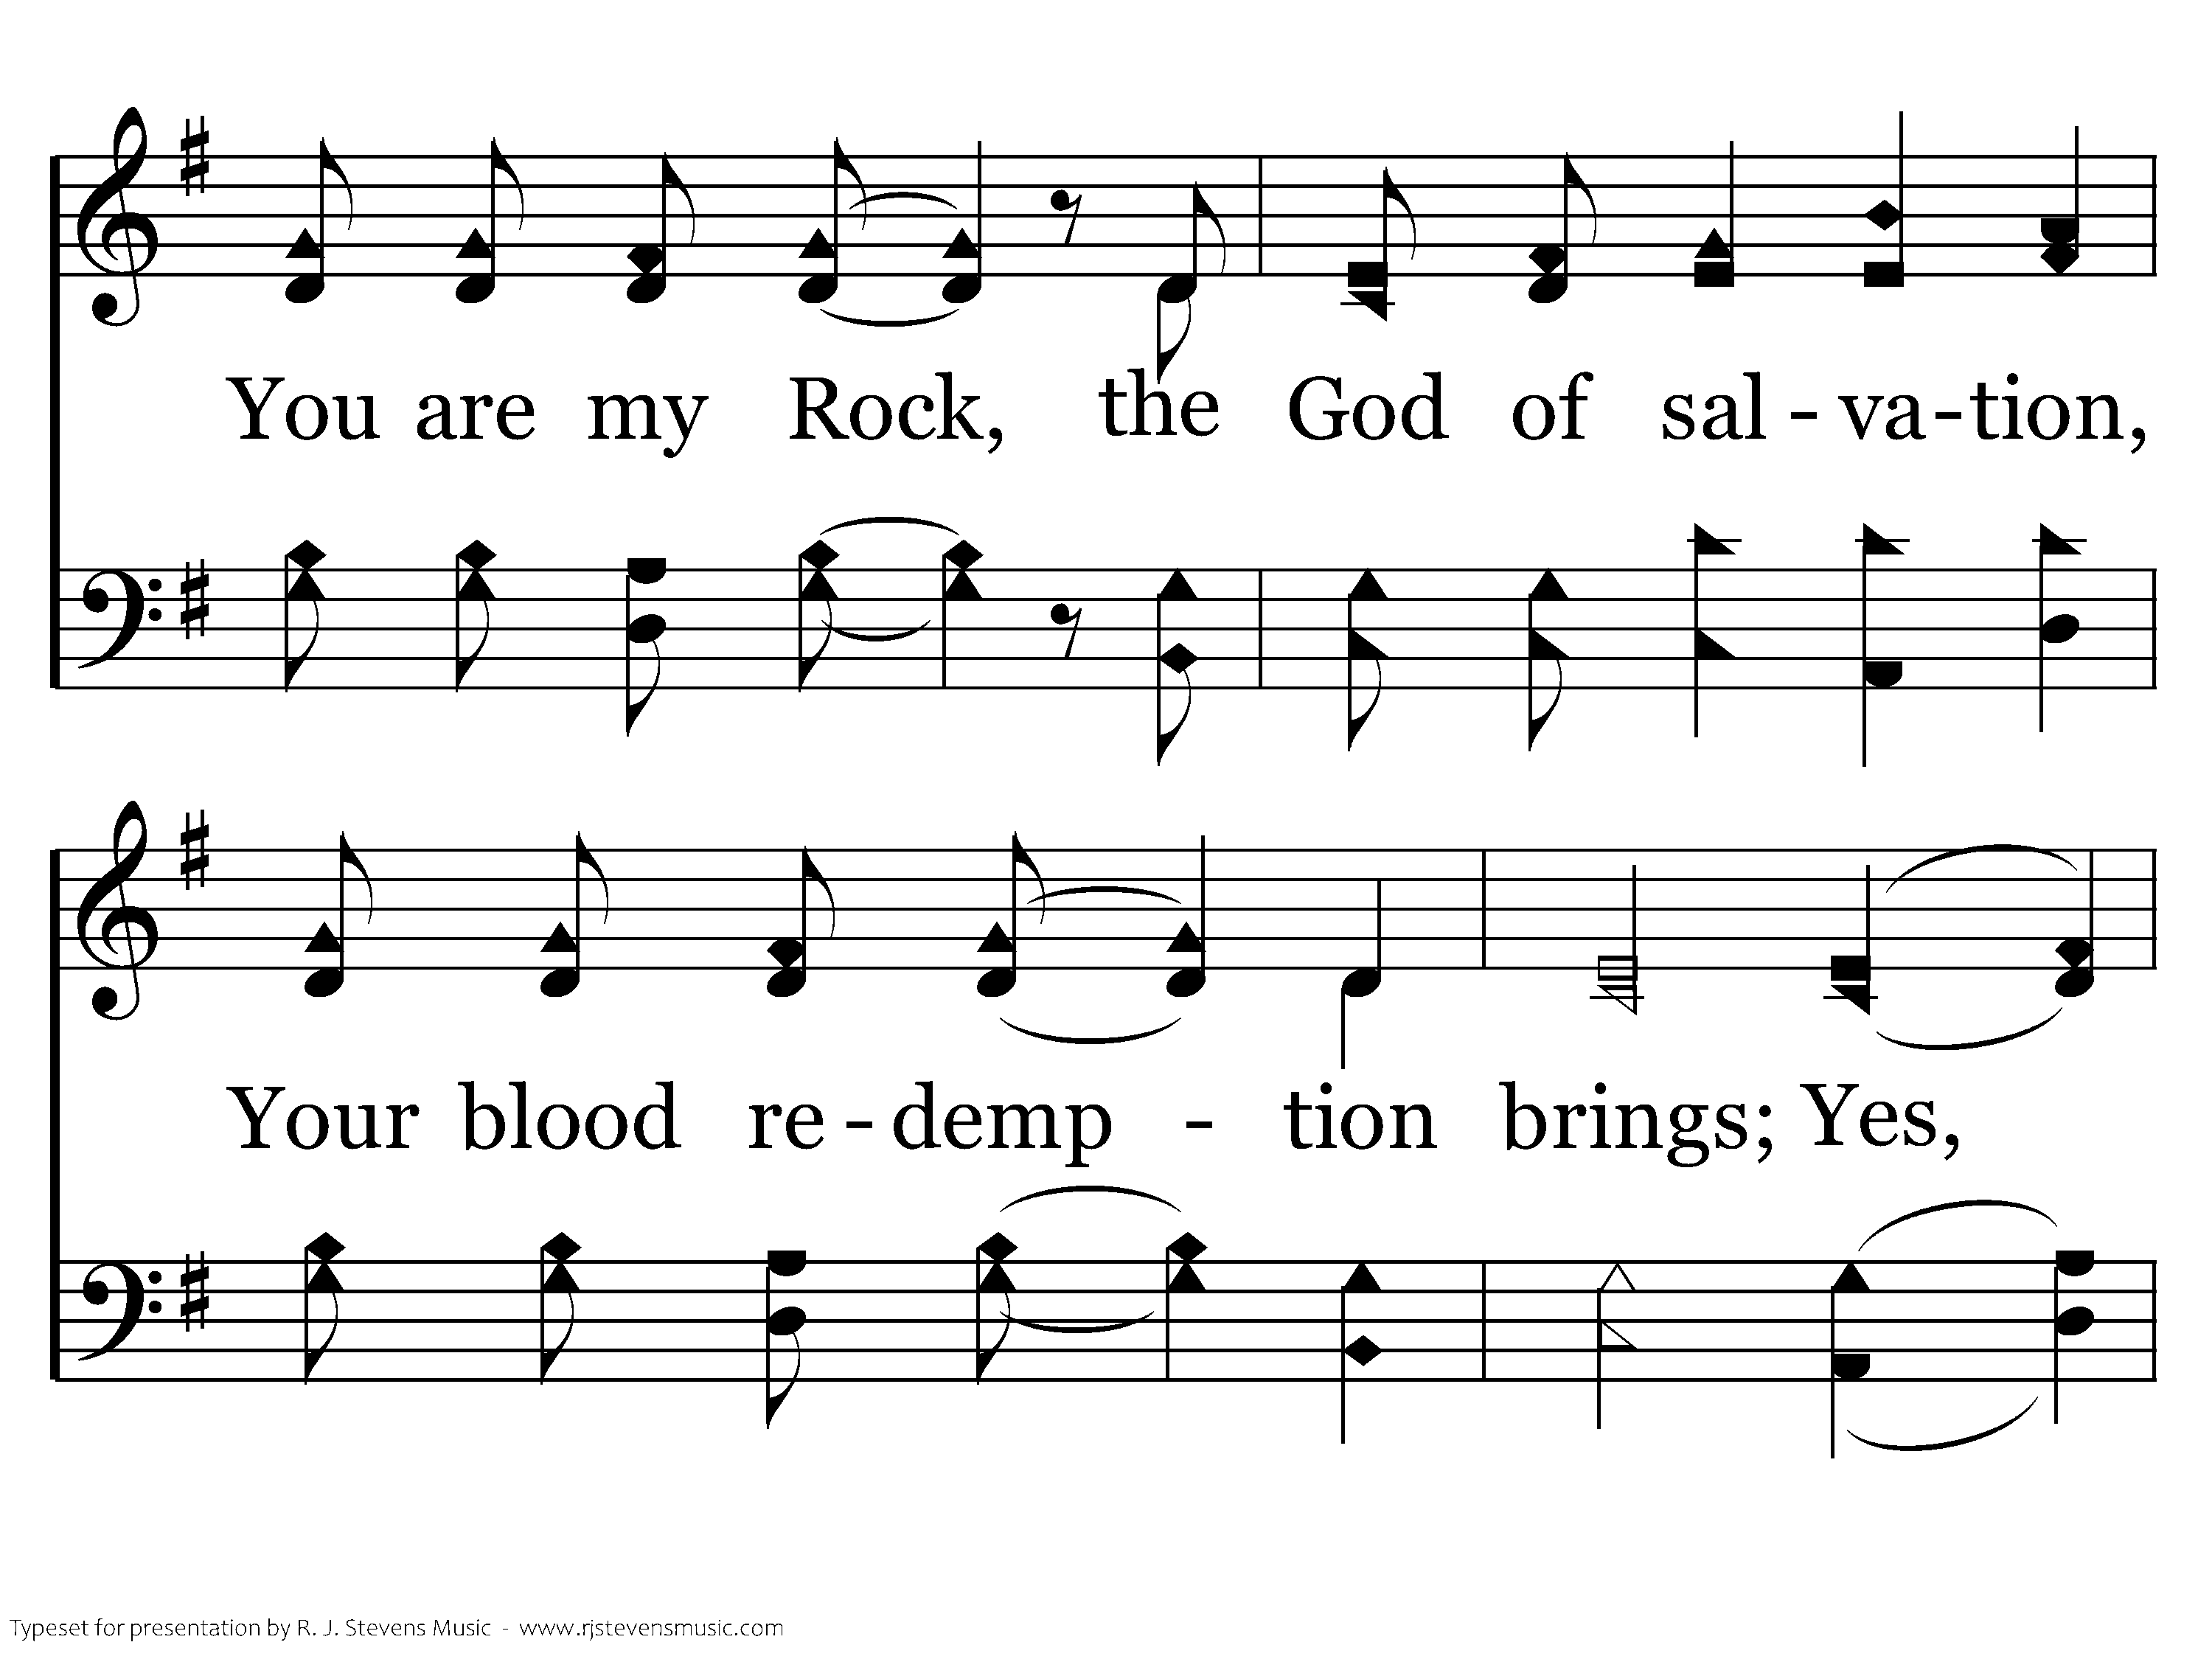 You are my Rock, the God of sal - va - tion,
Your blood re - demp - tion brings; Yes,
Typeset for presentation by R. J. Stevens Music - www.rjstevensmusic.com